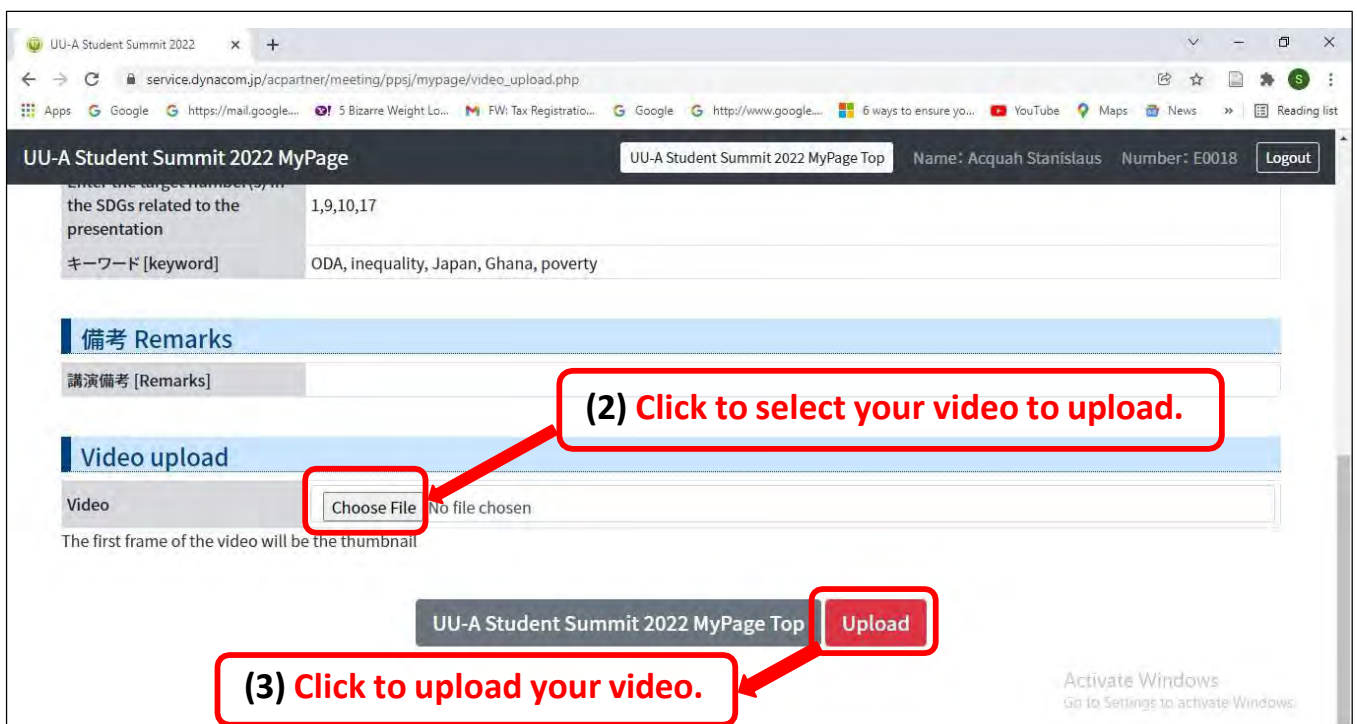 UU-A Student Summit 2022
service.dynacom.jp/acpartner/meeting/ppsj/mypage/video_upload.php
S
Apps Google https://mail.google.... 5 Bizarre Weight Lo... FW: Tax Registratio... Google http://www.google.... 6 ways to ensure yo... YouTube Maps News » Reading list
UU-A Student Summit 2022 MyPage UU-A Student Summit 2022 MyPage Top Name: Acquah Stanislaus Number: E0018 Logout
Enter the target number(s) in
the SDGs related to the 1,9,10,17
presentation
キーワード [keyword] ODA, inequality, Japan, Ghana, poverty
備考 Remarks
講演備考 [Remarks]
(2) Click to select your video to upload.
Video upload
Video Choose File No file chosen
The first frame of the video will be the thumbnail
UU-A Student Summit 2022 MyPage Top Upload
(3) Click to upload your video.
Activate Windows
Go to Settings to activate Windows.